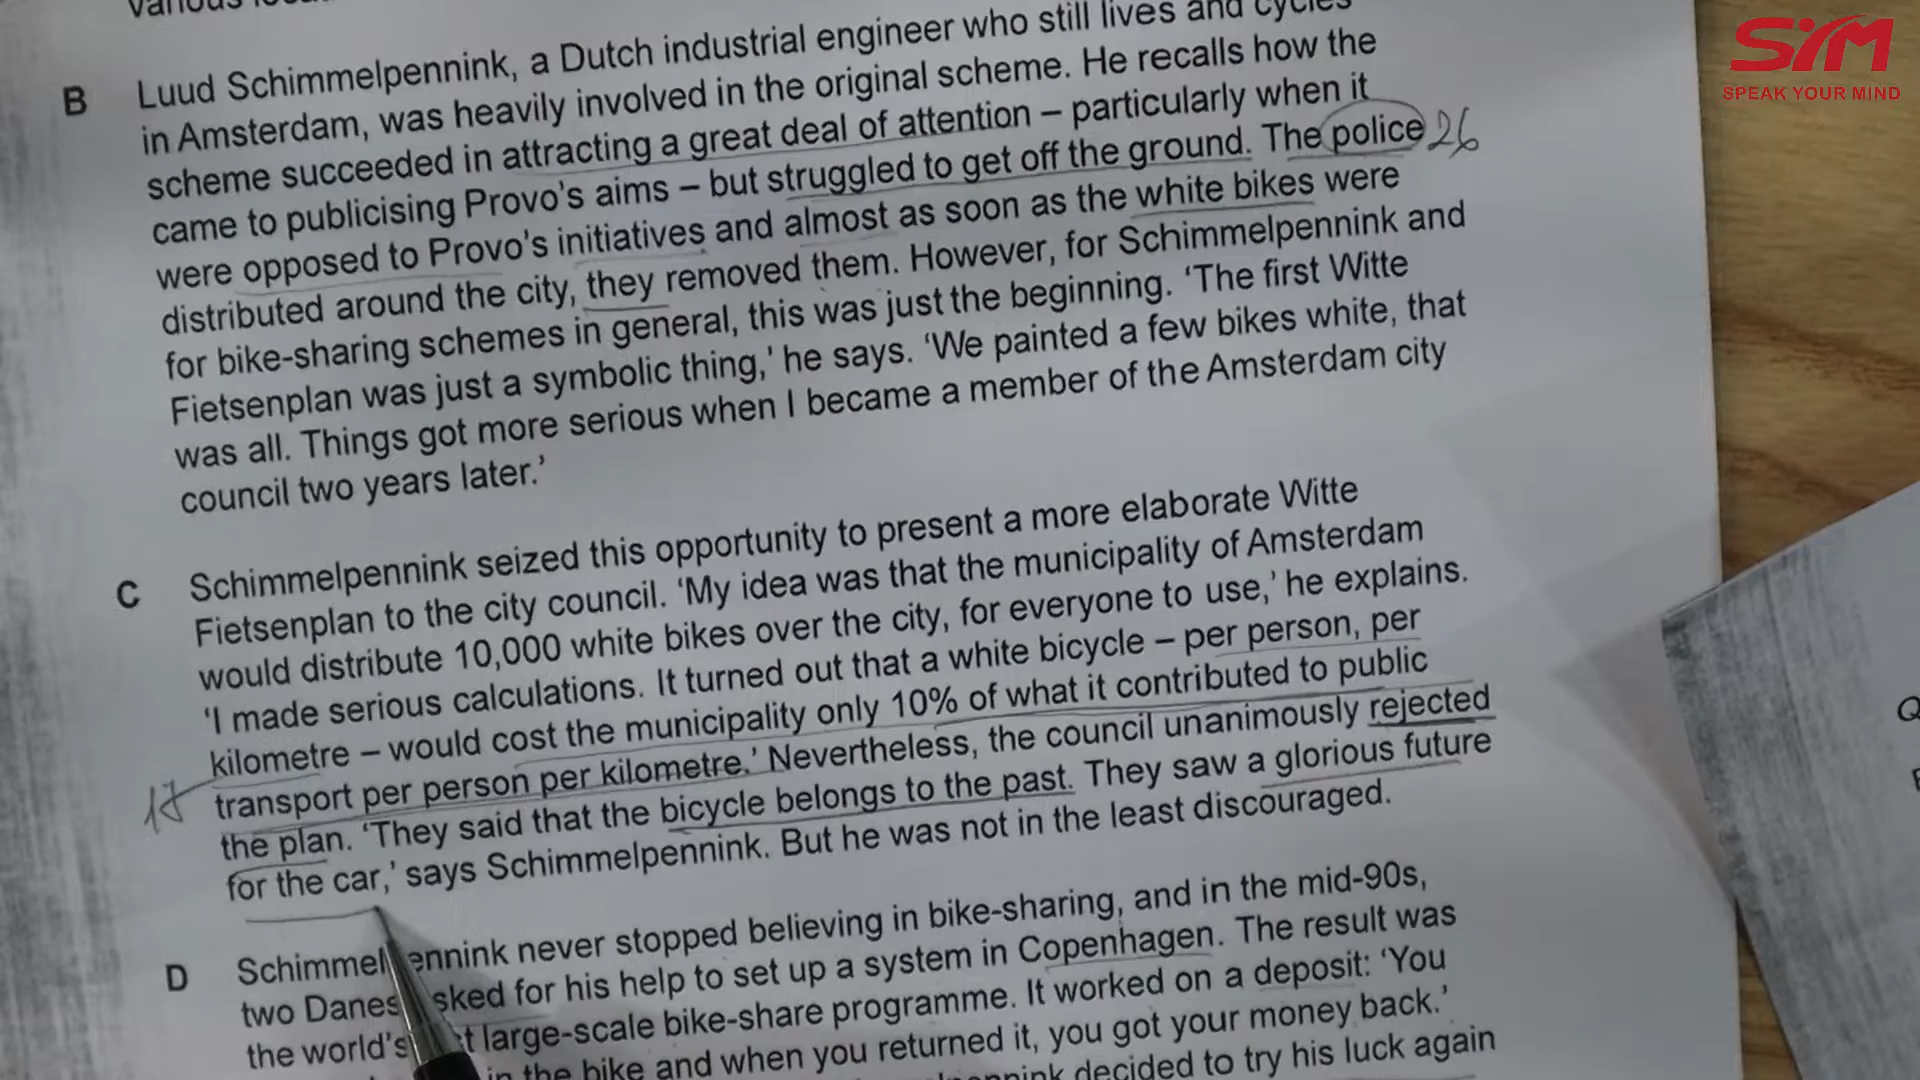 various
B Luud Schimmelpennink, a Dutch industrial engineer who still lives and cycles
in Amsterdam, was heavily involved in the original scheme. He recalls how the
scheme succeeded in attracting a great deal of attention – particularly when it
came to publicising Provo's aims – but struggled to get off the ground. The police 26
were opposed to Provo's initiatives and almost as soon as the white bikes were
distributed around the city, they removed them. However, for Schimmelpennink and
for bike-sharing schemes in general, this was just the beginning. 'The first Witte
Fietsenplan was just a symbolic thing,' he says. 'We painted a few bikes white, that
was all. Things got more serious when I became a member of the Amsterdam city
council two years later.'
C Schimmelpennink seized this opportunity to present a more elaborate Witte
Fietsenplan to the city council. 'My idea was that the municipality of Amsterdam
would distribute 10,000 white bikes over the city, for everyone to use,' he explains.
'I made serious calculations. It turned out that a white bicycle – per person, per
kilometre – would cost the municipality only 10% of what it contributed to public
transport per person per kilometre.' Nevertheless, the council unanimously rejected
the plan. 'They said that the bicycle belongs to the past. They saw a glorious future
for the car,' says Schimmelpennink. But he was not in the least discouraged.
D Schimmelpennink never stopped believing in bike-sharing, and in the mid-90s,
two Danes asked for his help to set up a system in Copenhagen. The result was
the world's large-scale bike-share programme. It worked on a deposit: 'You
in the bike and when you returned it, you got your money back.'
decided to try his luck again
SIM
SPEAK YOUR MIND